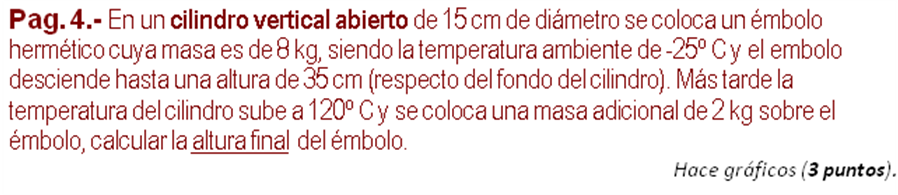 Pag. 4.- En un cilindro vertical abierto de 15 cm de diámetro se coloca un émbolo
hermético cuya masa es de 8 kg, siendo la temperatura ambiente de -25º C y el embolo
desciende hasta una altura de 35 cm (respecto del fondo del cilindro). Más tarde la
temperatura del cilindro sube a 120º C y se coloca una masa adicional de 2 kg sobre el
émbolo, calcular la altura final del émbolo.
Hace gráficos (3 puntos).